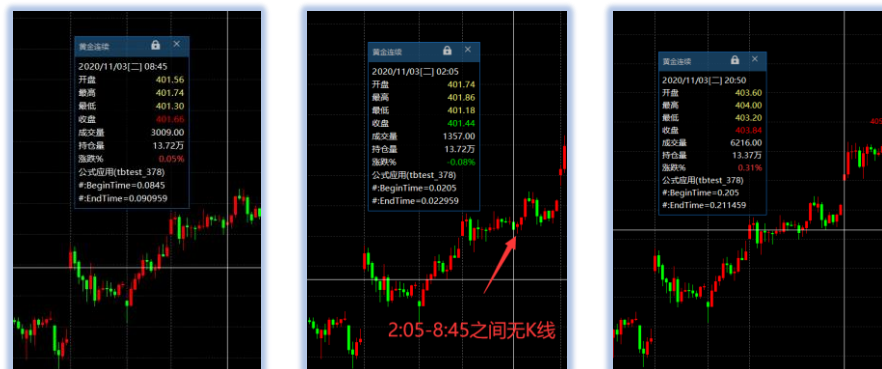 黄金连续
2020/11/03[二] 08:45
开盘 401.56
最高 401.74
最低 401.30
收盘 401.66
成交量 3009.00
持仓量 13.72万
涨跌% 0.05%
公式应用(tbtest_378)
#:BeginTime=0.0845
#:EndTime=0.090959
黄金连续
2020/11/03[二] 02:05
开盘 401.74
最高 401.86
最低 401.18
收盘 401.44
成交量 1357.00
持仓量 13.72万
涨跌% -0.08%
公式应用(tbtest_378)
#:BeginTime=0.0205
#:EndTime=0.022959
2:05-8:45之间无K线
黄金连续
2020/11/03[二] 20:50
开盘 403.60
最高 404.00
最低 403.20
收盘 403.84
成交量 6216.00
持仓量 13.37万
涨跌% 0.31%
公式应用(tbtest_378)
#:BeginTime=0.205
#:EndTime=0.211459